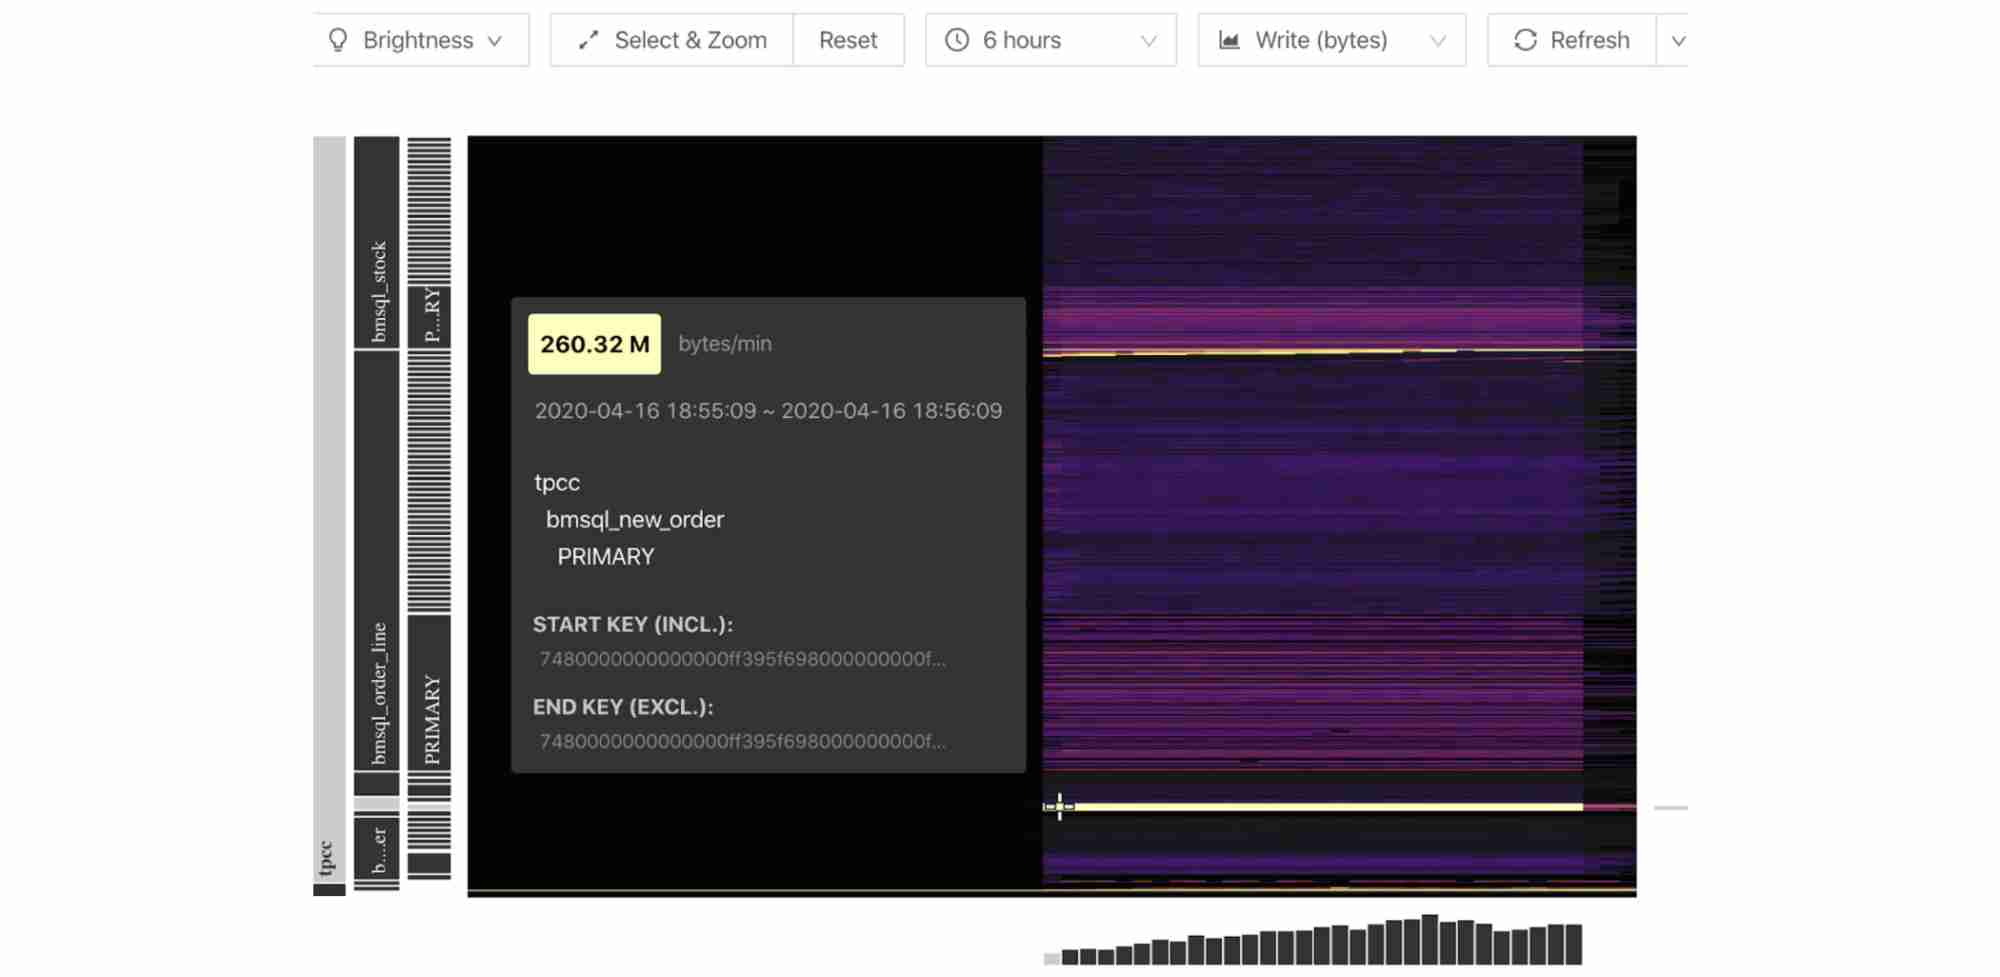 Brightness
Select & Zoom
Reset
6 hours
Write (bytes)
Refresh
tpcc
bmsql_stock
bmsql_order_line
b....er
P....RY
PRIMARY
260.32 M bytes/min
2020-04-16 18:55:09 ~ 2020-04-16 18:56:09
tpcc
bmsql_new_order
PRIMARY
START KEY (INCL.):
7480000000000000ff395f698000000000000f...
END KEY (EXCL.):
7480000000000000ff395f698000000000000f...